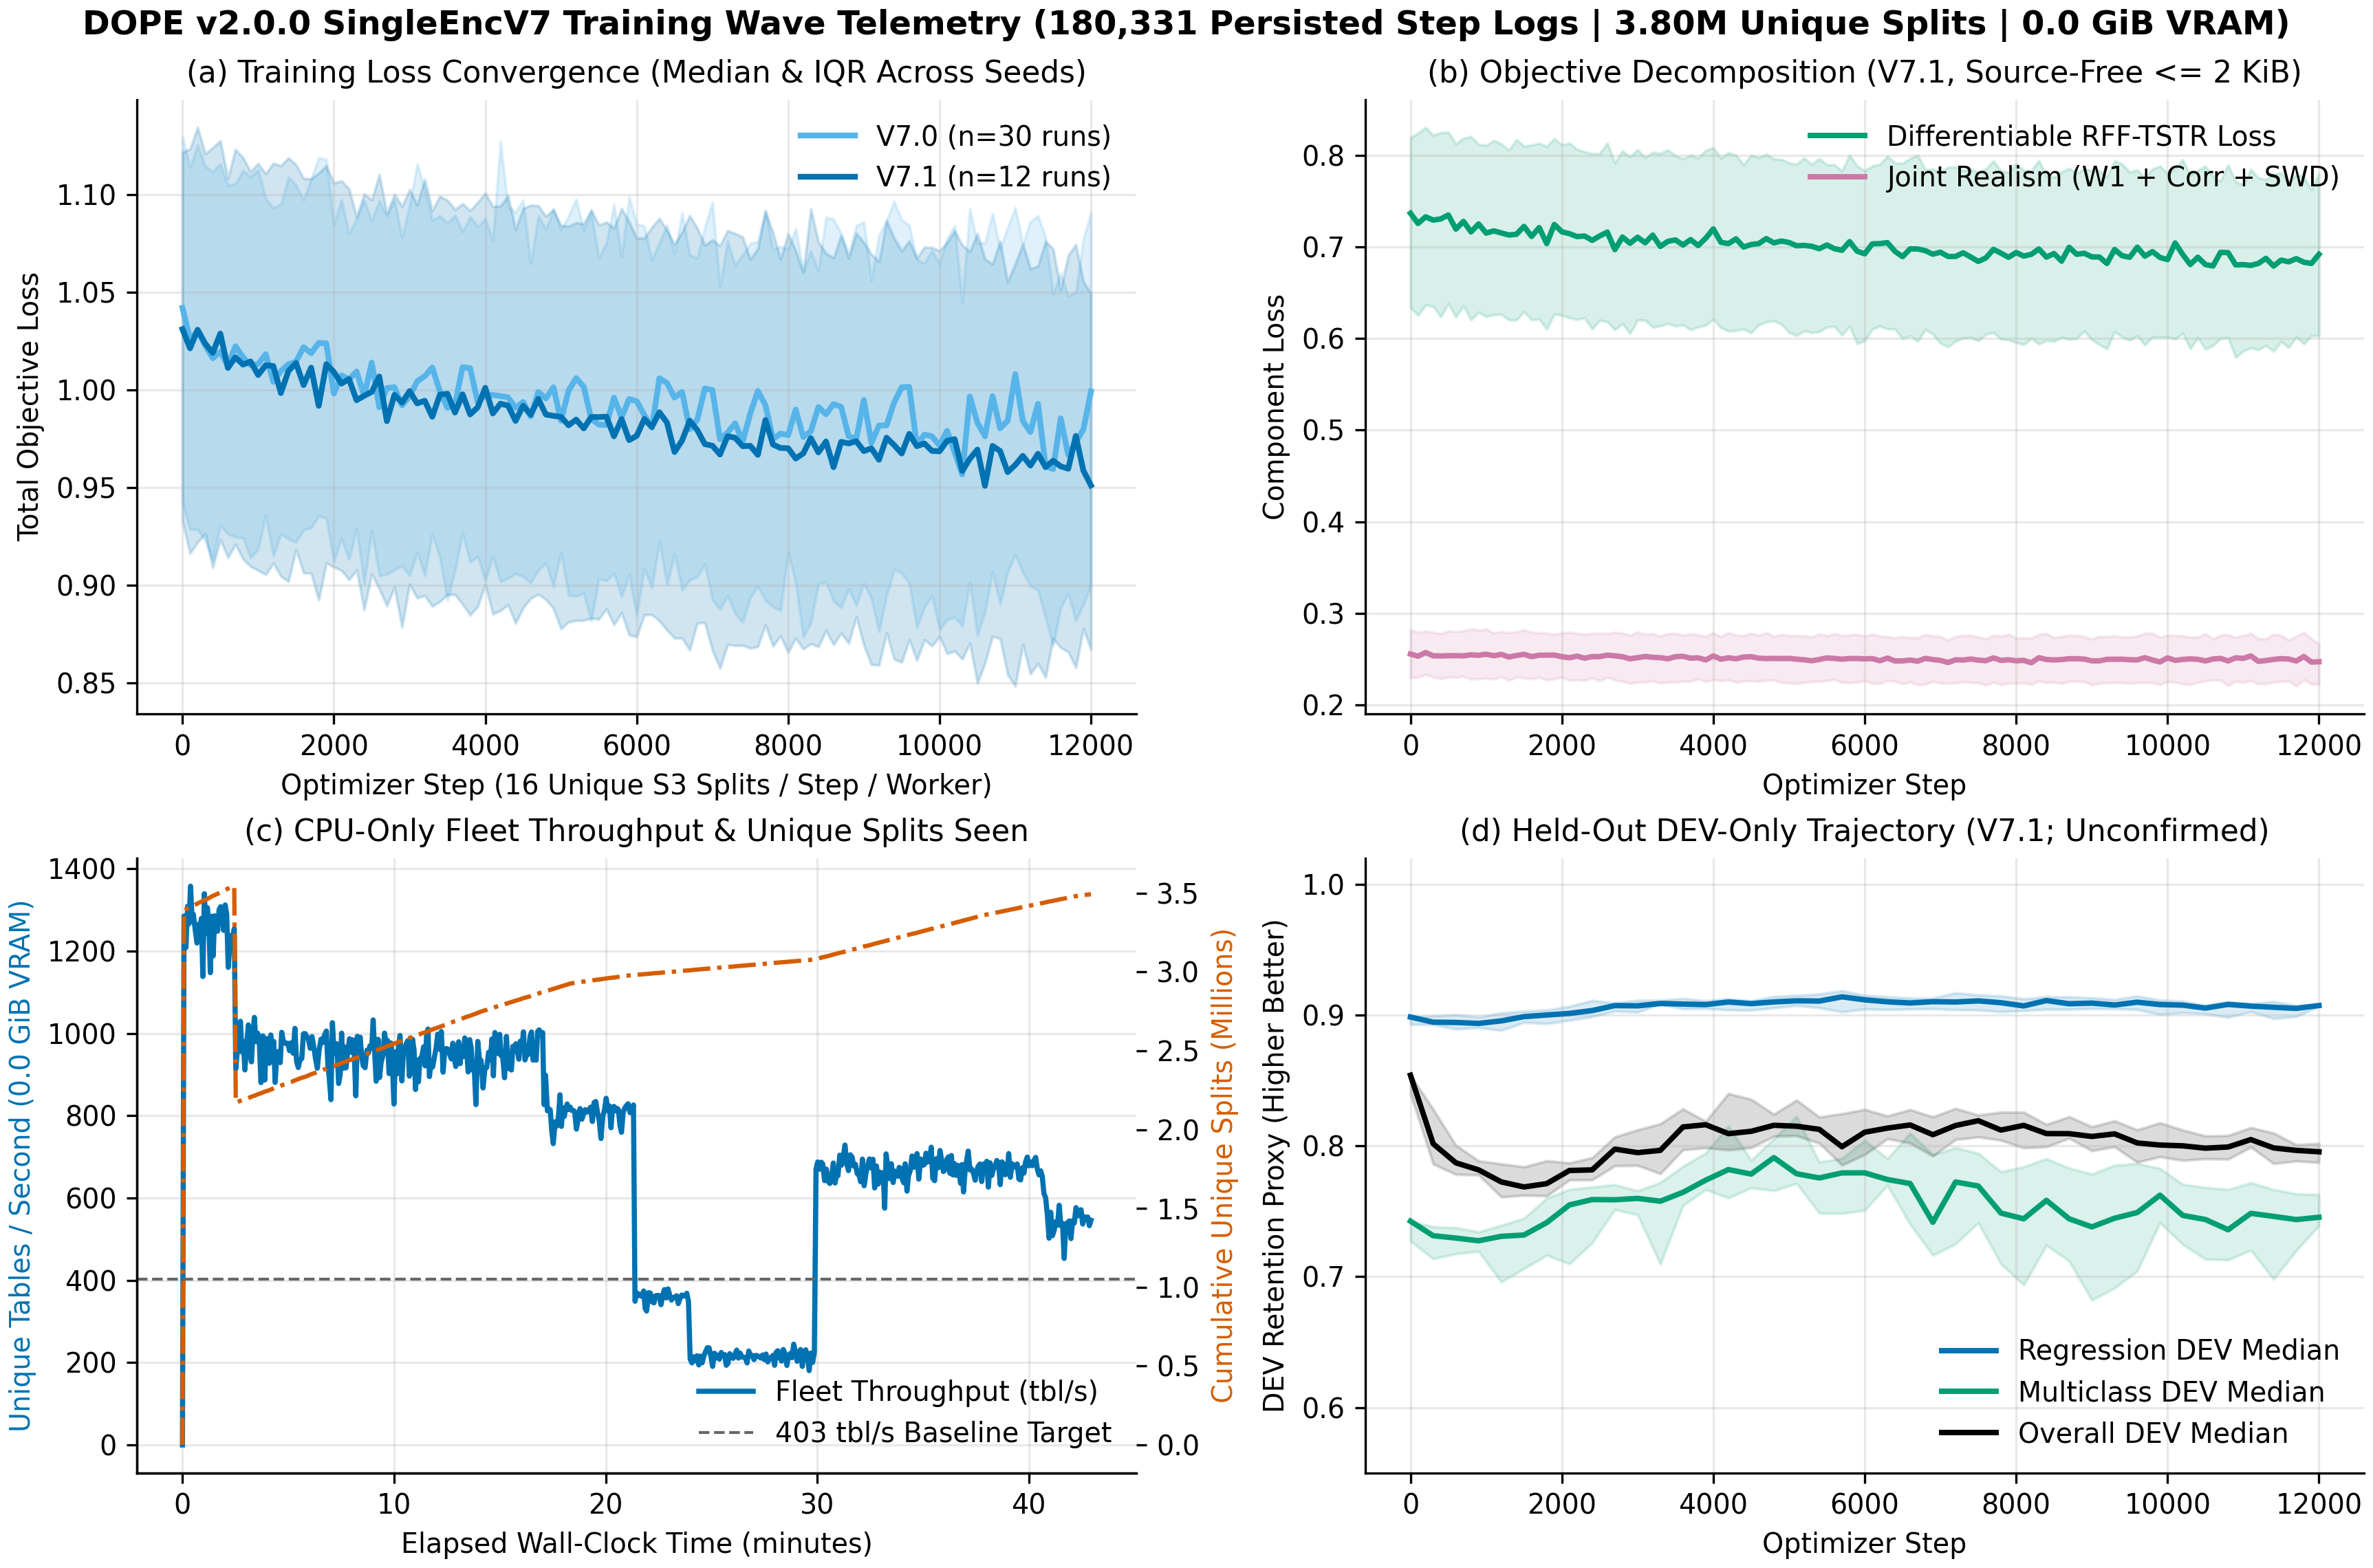 DOPE v2.0.0 SingleEncV7 Training Wave Telemetry (180,331 Persisted Step Logs | 3.80M Unique Splits | 0.0 GiB VRAM)
(a) Training Loss Convergence (Median & IQR Across Seeds)
V7.0 (n=30 runs)
V7.1 (n=12 runs)
Total Objective Loss
1.10
1.05
1.00
0.95
0.90
0.85
0 2000 4000 6000 8000 10000 12000
Optimizer Step (16 Unique S3 Splits / Step / Worker)
(b) Objective Decomposition (V7.1, Source-Free <= 2 KiB)
Differentiable RFF-TSTR Loss
Joint Realism (W1 + Corr + SWD)
Component Loss
0.8
0.7
0.6
0.5
0.4
0.3
0.2
0 2000 4000 6000 8000 10000 12000
Optimizer Step
(c) CPU-Only Fleet Throughput & Unique Splits Seen
Unique Tables / Second (0.0 GiB VRAM)
1400
1200
1000
800
600
400
200
0
Cumulative Unique Splits (Millions)
3.5
3.0
2.5
2.0
1.5
1.0
0.5
0.0
Fleet Throughput (tbl/s)
403 tbl/s Baseline Target
0 10 20 30 40
Elapsed Wall-Clock Time (minutes)
(d) Held-Out DEV-Only Trajectory (V7.1; Unconfirmed)
DEV Retention Proxy (Higher Better)
1.0
0.9
0.8
0.7
0.6
Regression DEV Median
Multiclass DEV Median
Overall DEV Median
0 2000 4000 6000 8000 10000 12000
Optimizer Step